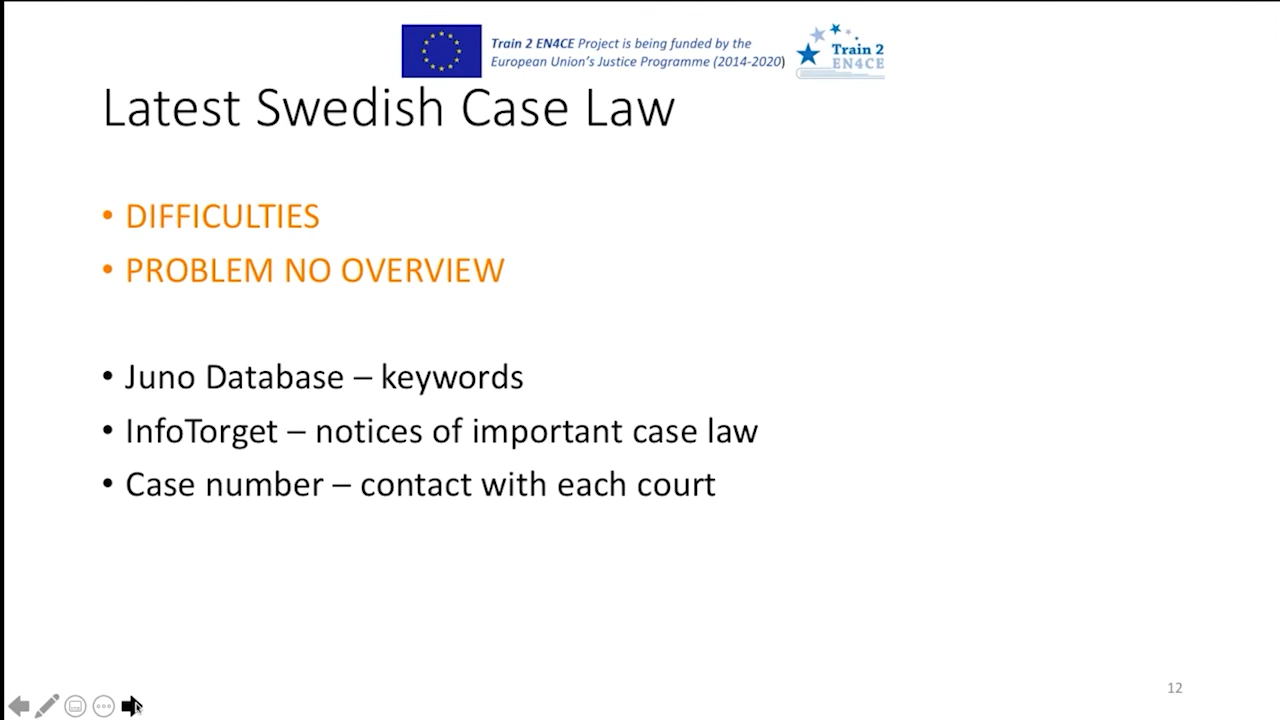 Train 2 EN4CE Project is being funded by the
European Union's Justice Programme (2014-2020)
Train 2
EN4CE
Latest Swedish Case Law
• DIFFICULTIES
• PROBLEM NO OVERVIEW
• Juno Database – keywords
• InfoTorget – notices of important case law
• Case number – contact with each court
12